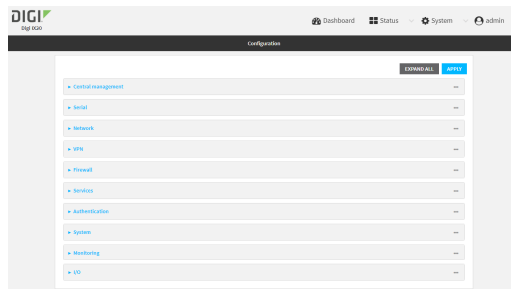 DIGI
Digi IX30
Dashboard
Status
System
admin
Configuration
EXPAND ALL
APPLY
Central management
Serial
Network
VPN
Firewall
Services
Authentication
System
Monitoring
I/O